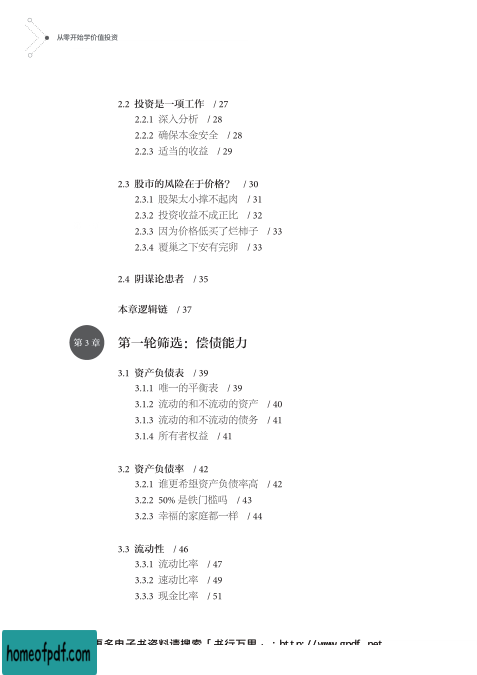 从零开始学价值投资
2.2 投资是一项工作 / 27
2.2.1 深入分析 / 28
2.2.2 确保本金安全 / 28
2.2.3 适当的收益 / 29
2.3 股市的风险在于价格？ / 30
2.3.1 股架太小撑不起肉 / 31
2.3.2 投资收益不成正比 / 32
2.3.3 因为价格低买了烂柿子 / 33
2.3.4 覆巢之下安有完卵 / 33
2.4 阴谋论患者 / 35
本章逻辑链 / 37
第 3 章 第一轮筛选：偿债能力
3.1 资产负债表 / 39
3.1.1 唯一的平衡表 / 39
3.1.2 流动的和不流动的资产 / 40
3.1.3 流动的和不流动的债务 / 41
3.1.4 所有者权益 / 41
3.2 资产负债率 / 42
3.2.1 谁更希望资产负债率高 / 42
3.2.2 50% 是铁门槛吗 / 43
3.2.3 幸福的家庭都一样 / 44
3.3 流动性 / 46
3.3.1 流动比率 / 47
3.3.2 速动比率 / 49
3.3.3 现金比率 / 51
更多电子书资料请搜索「书行万里
homeofpdf.com